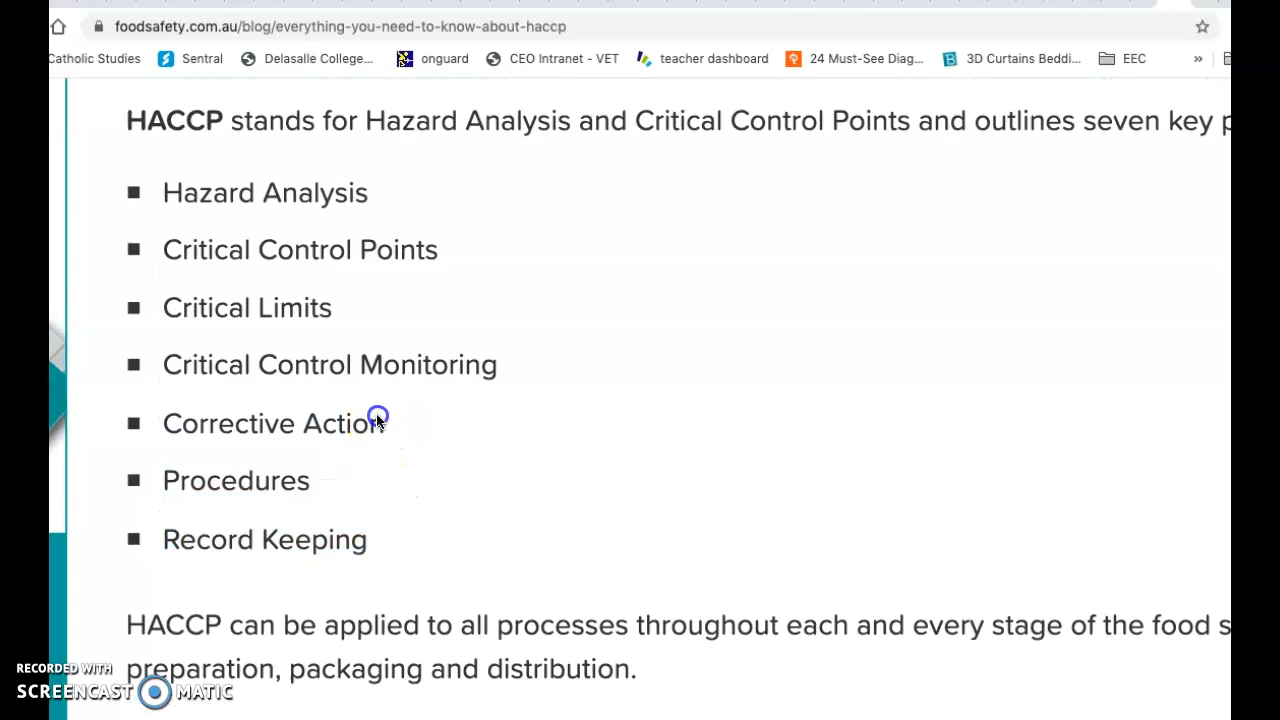 foodsafety.com.au/blog/everything-you-need-to-know-about-haccp
Catholic Studies Sentral Delasalle College... onguard CEO Intranet - VET teacher dashboard 24 Must-See Diag... 3D Curtains Beddi... EEC »
HACCP stands for Hazard Analysis and Critical Control Points and outlines seven key p
Hazard Analysis
Critical Control Points
Critical Limits
Critical Control Monitoring
Corrective Action
Procedures
Record Keeping
HACCP can be applied to all processes throughout each and every stage of the food s
preparation, packaging and distribution.
RECORDED WITH
SCREENCAST MATIC